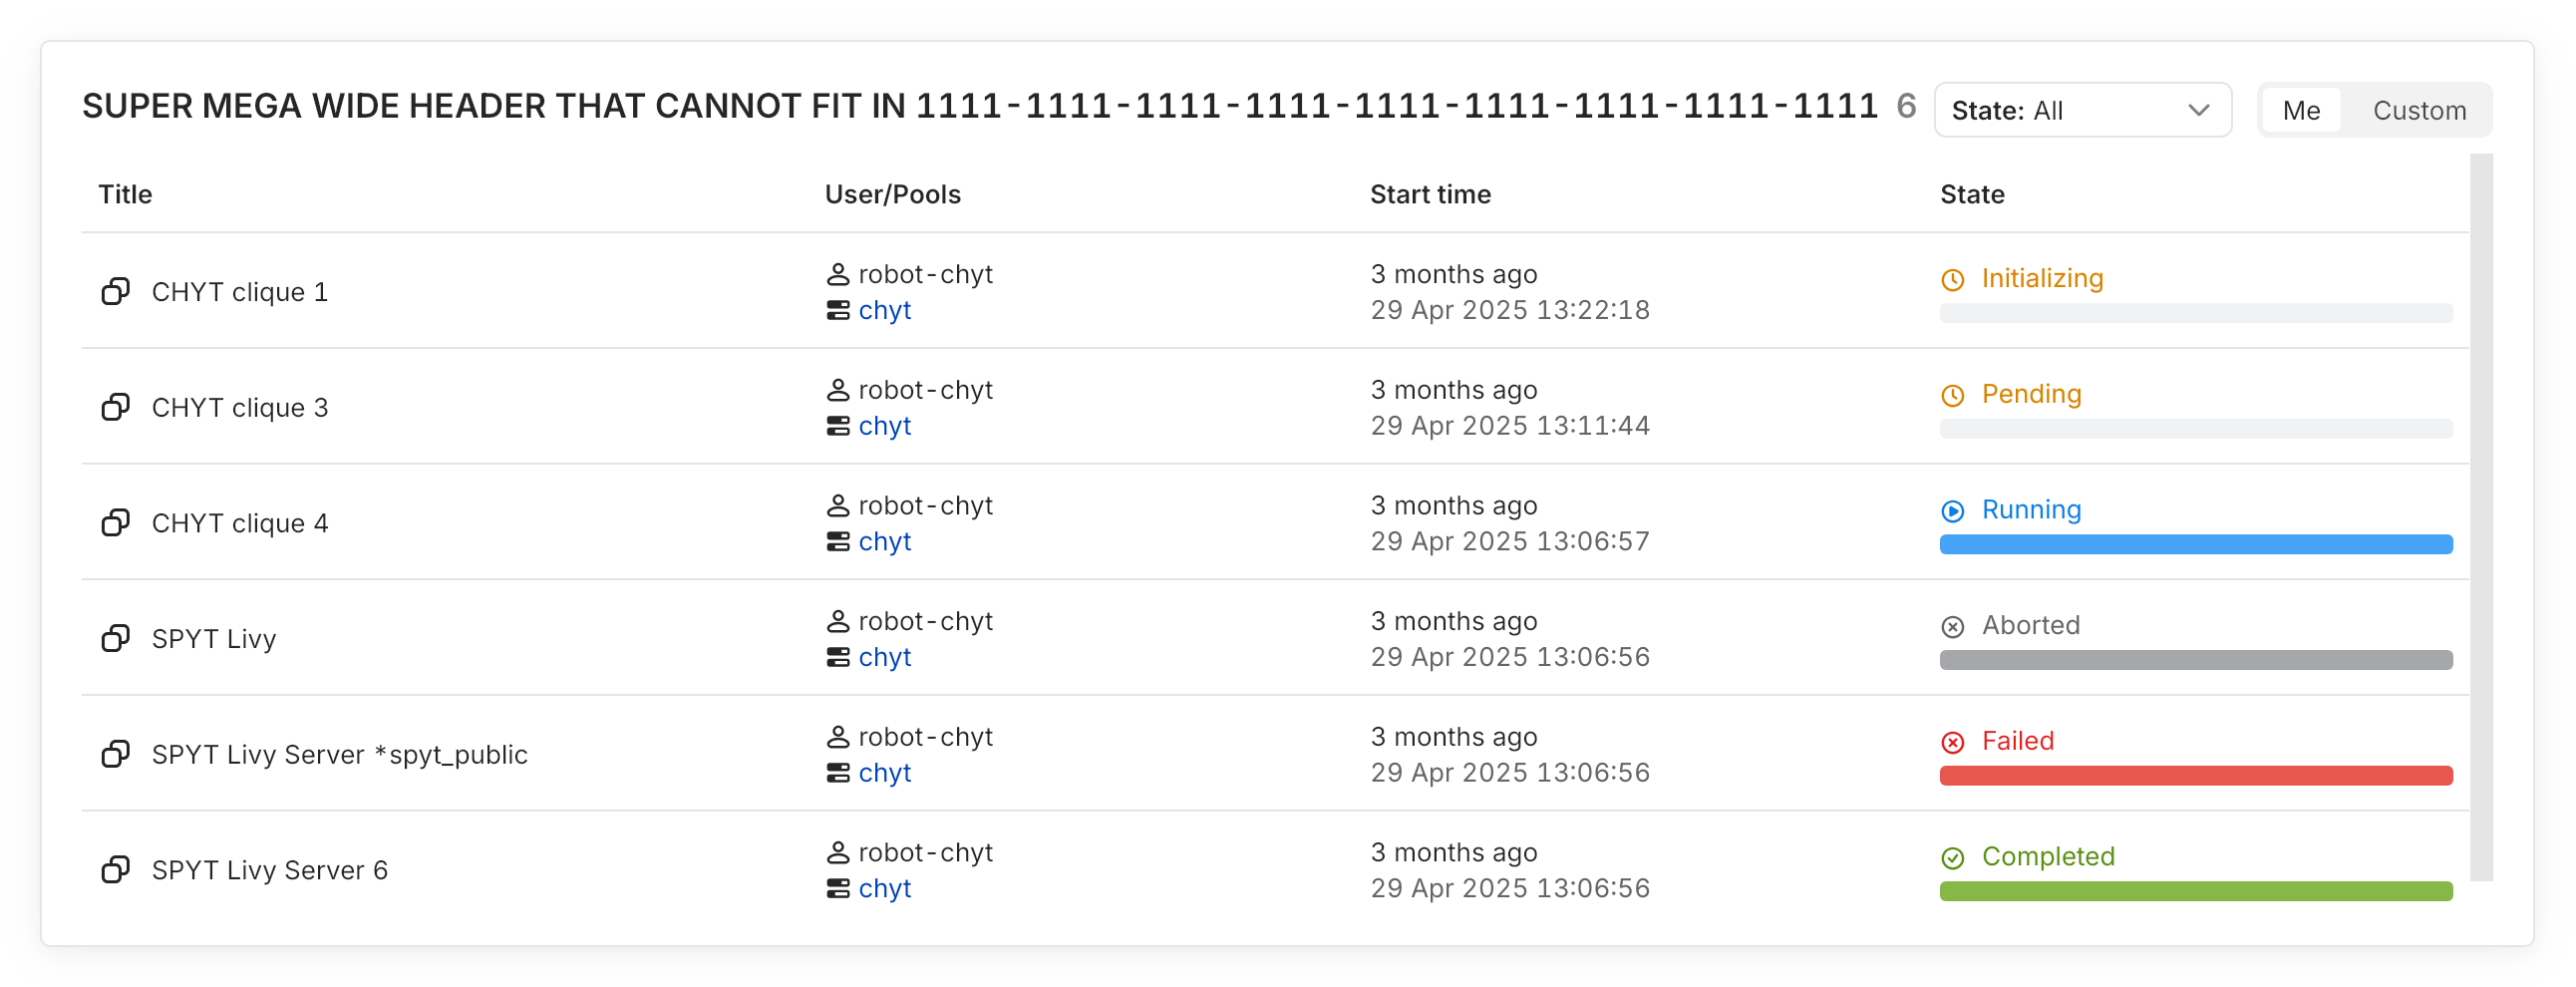 SUPER MEGA WIDE HEADER THAT CANNOT FIT IN 1111-1111-1111-1111-1111-1111-1111-1111-1111 6 State: All Me Custom
Title User/Pools Start time State
CHYT clique 1 robot-chyt 3 months ago Initializing
chyt 29 Apr 2025 13:22:18
CHYT clique 3 robot-chyt 3 months ago Pending
chyt 29 Apr 2025 13:11:44
CHYT clique 4 robot-chyt 3 months ago Running
chyt 29 Apr 2025 13:06:57
SPYT Livy robot-chyt 3 months ago Aborted
chyt 29 Apr 2025 13:06:56
SPYT Livy Server *spyt_public robot-chyt 3 months ago Failed
chyt 29 Apr 2025 13:06:56
SPYT Livy Server 6 robot-chyt 3 months ago Completed
chyt 29 Apr 2025 13:06:56